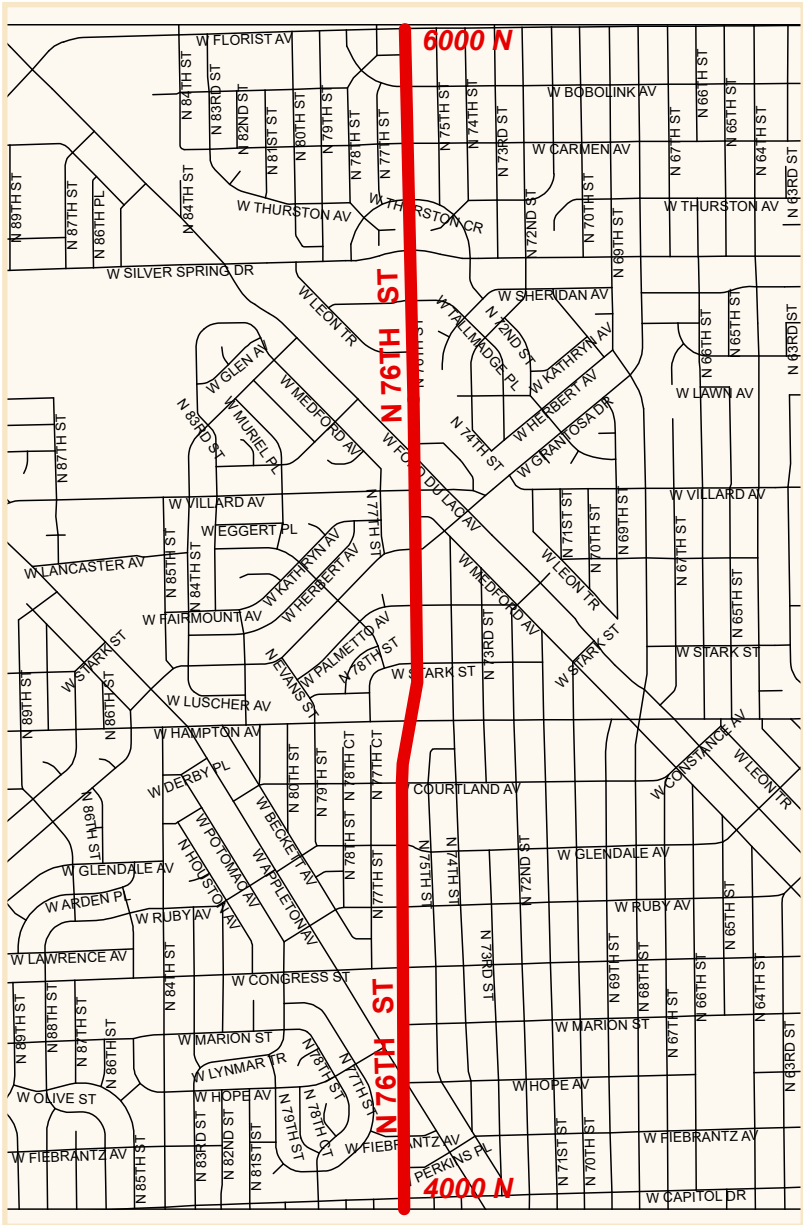 6000 N
W FLORIST AV
N 84TH ST
N 83RD ST
N 82ND ST
N 81ST ST
N 80TH ST
N 79TH ST
N 78TH ST
N 77TH ST
N 75TH ST
N 74TH ST
N 73RD ST
W BOBOLINK AV
N 66TH ST
N 65TH ST
N 64TH ST
N 67TH ST
W CARMEN AV
N 63RD ST
N 89TH ST
N 87TH ST
N 86TH PL
N 84TH ST
W THURSTON AV
W THURSTON CR
N 72ND ST
N 70TH ST
N 69TH ST
W THURSTON AV
W SILVER SPRING DR
N 76TH ST
W LEON TR
W SHERIDAN AV
W TALLMADGE PL
N 72ND ST
W KATHRYN AV
N 66TH ST
N 65TH ST
N 63RD ST
W GLEN AV
W MEDFORD AV
W HERBERT AV
W LAWN AV
N 83RD ST
W MURIEL PL
W GRANTOSA DR
N 74TH ST
N 87TH ST
W FOND DU LAC AV
W VILLARD AV
N 77TH ST
W VILLARD AV
W EGGERT PL
N 71ST ST
N 70TH ST
N 69TH ST
N 67TH ST
N 85TH ST
N 84TH ST
W LANCASTER AV
W KATHRYN AV
W HERBERT AV
W MEDFORD AV
W LEON TR
N 65TH ST
W FAIRMOUNT AV
W PALMETTO AV
N 78TH ST
N 73RD ST
W STARK ST
W STARK ST
W STARK ST
W STARK ST
N EVANS ST
N 89TH ST
N 86TH ST
W LUSCHER AV
W HAMPTON AV
W CONSTANCE AV
W LEON TR
N 80TH ST
N 79TH ST
N 78TH CT
N 77TH CT
W DERBY PL
COURTLAND AV
N 86TH ST
W BECKETT AV
W POTOMAC AV
N HOUSTON AV
W APPLETON AV
N 78TH ST
N 77TH ST
N 75TH ST
N 74TH ST
N 72ND ST
W GLENDALE AV
W GLENDALE AV
W ARDEN PL
W RUBY AV
W RUBY AV
N 65TH ST
W LAWRENCE AV
N 84TH ST
W CONGRESS ST
N 73RD ST
N 69TH ST
N 68TH ST
N 67TH ST
N 66TH ST
N 64TH ST
N 89TH ST
N 88TH ST
N 87TH ST
N 86TH ST
W MARION ST
W MARION ST
N 76TH ST
N 63RD ST
W LYNMAR TR
N 78TH ST
N 77TH ST
W HOPE AV
W HOPE AV
W OLIVE ST
N 79TH ST
N 78TH CT
N 85TH ST
N 83RD ST
N 82ND ST
N 81ST ST
W FIEBRANTZ AV
W FIEBRANTZ AV
W FIEBRANTZ AV
N 71ST ST
N 70TH ST
PERKINS PL
4000 N
W CAPITOL DR